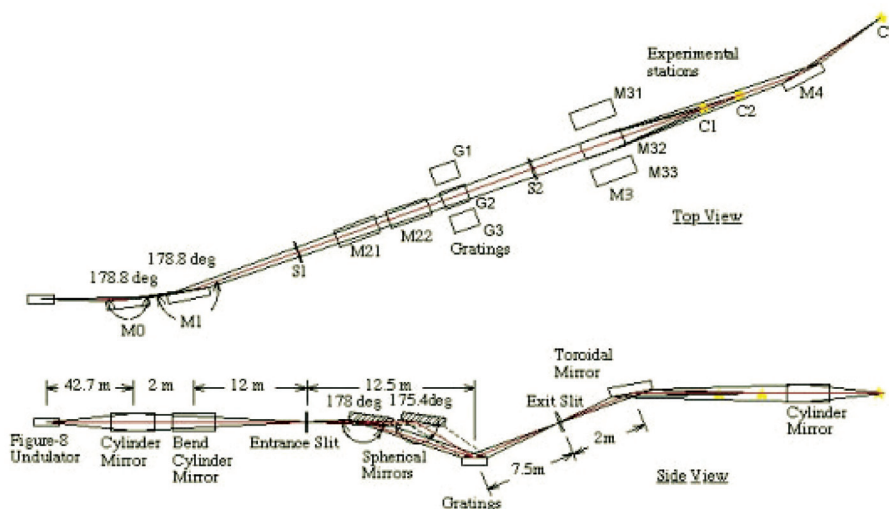 C
Experimental
stations
M4
M31
C2
C1
M32
G1
S2
M33
M3
G2
Top View
G3
M22
Gratings
M21
178.8 deg
S1
178.8 deg
M1
M0
Toroidal
Mirror
42.7 m
2 m
12 m
12.5 m
178 deg
175.4deg
Exit Slit
2m
Figure-8
Undulator
Cylinder
Mirror
Bend
Cylinder
Mirror
Entrance Slit
Spherical
Mirrors
Cylinder
Mirror
7.5m
Gratings
Side View